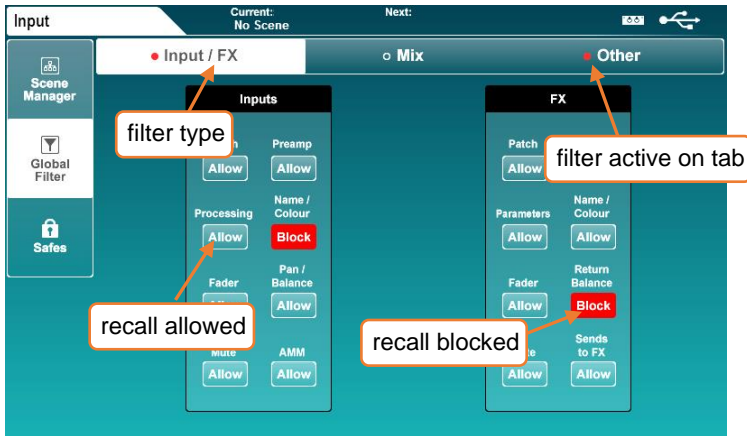 Input
Current:
No Scene
Next:
Input / FX
Mix
Other
Scene
Manager
Global
Filter
Safes
Inputs
Preamp
Allow
Allow
Processing
Name /
Colour
Allow
Block
Fader
Pan /
Balance
Allow
Mute
AMM
Allow
Allow
FX
Patch
Allow
Parameters
Name /
Colour
Allow
Allow
Fader
Return
Balance
Allow
Block
Sends
to FX
Allow
Allow
filter type
filter active on tab
recall allowed
recall blocked